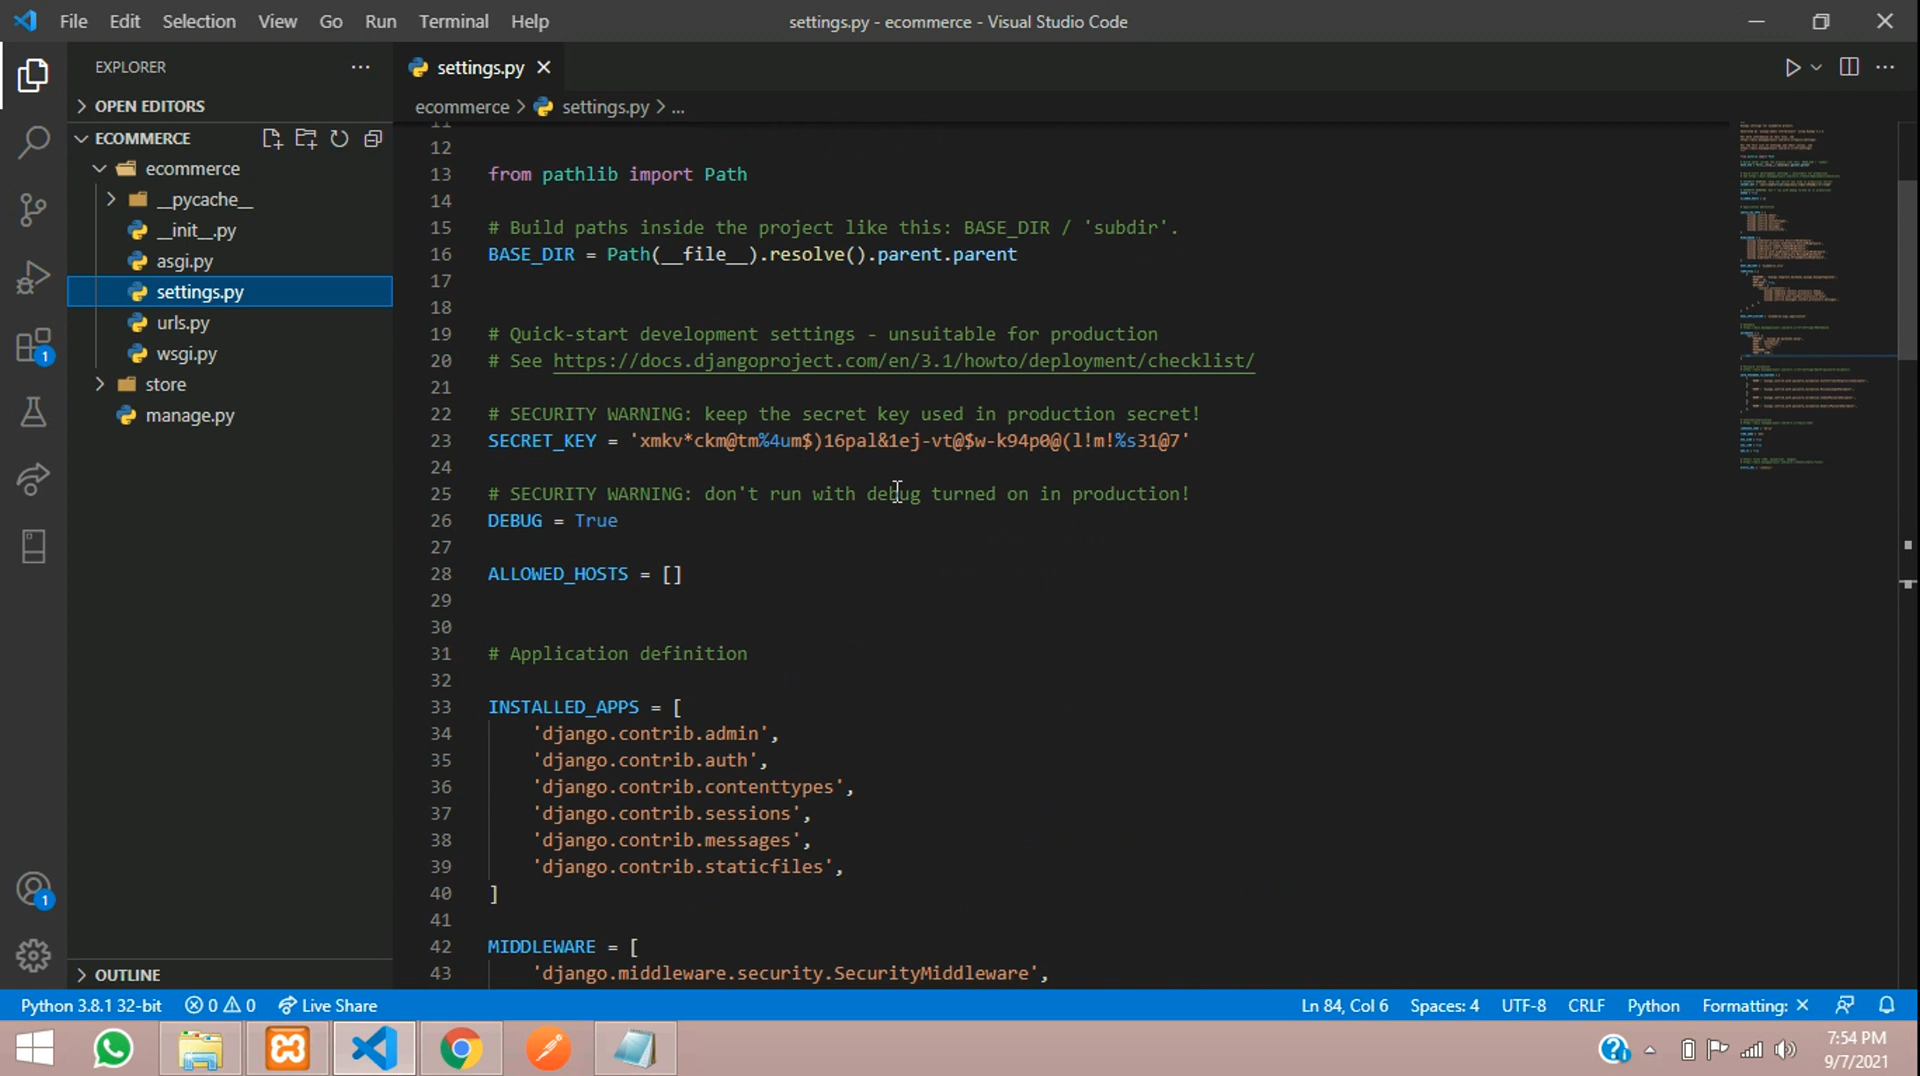 File Edit Selection View Go Run Terminal Help
settings.py - ecommerce - Visual Studio Code
EXPLORER
OPEN EDITORS
ECOMMERCE
ecommerce
__pycache__
__init__.py
asgi.py
settings.py
urls.py
wsgi.py
store
manage.py
OUTLINE
settings.py
ecommerce > settings.py > ...
11
12
13 from pathlib import Path
14
15 # Build paths inside the project like this: BASE_DIR / 'subdir'.
16 BASE_DIR = Path(__file__).resolve().parent.parent
17
18
19 # Quick-start development settings - unsuitable for production
20 # See https://docs.djangoproject.com/en/3.1/howto/deployment/checklist/
21
22 # SECURITY WARNING: keep the secret key used in production secret!
23 SECRET_KEY = 'xmkv*ckm@tm%4um$)16pal&1ej-vt@$w-k94p0@(l!m!%s31@7'
24
25 # SECURITY WARNING: don't run with debug turned on in production!
26 DEBUG = True
27
28 ALLOWED_HOSTS = []
29
30
31 # Application definition
32
33 INSTALLED_APPS = [
34 'django.contrib.admin',
35 'django.contrib.auth',
36 'django.contrib.contenttypes',
37 'django.contrib.sessions',
38 'django.contrib.messages',
39 'django.contrib.staticfiles',
40 ]
41
42 MIDDLEWARE = [
43 'django.middleware.security.SecurityMiddleware',
1
1
Python 3.8.1 32-bit 0 0 Live Share
Ln 84, Col 6 Spaces: 4 UTF-8 CRLF Python Formatting: ×
7:54 PM
9/7/2021